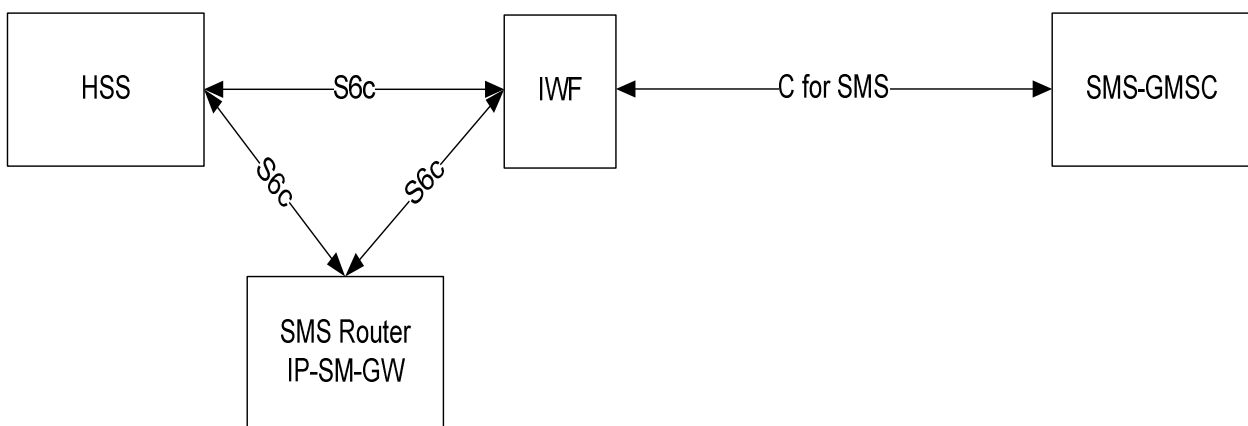 HSS
S6c
IWF
C for SMS
SMS-GMSC
S6c
S6c
SMS Router
IP-SM-GW